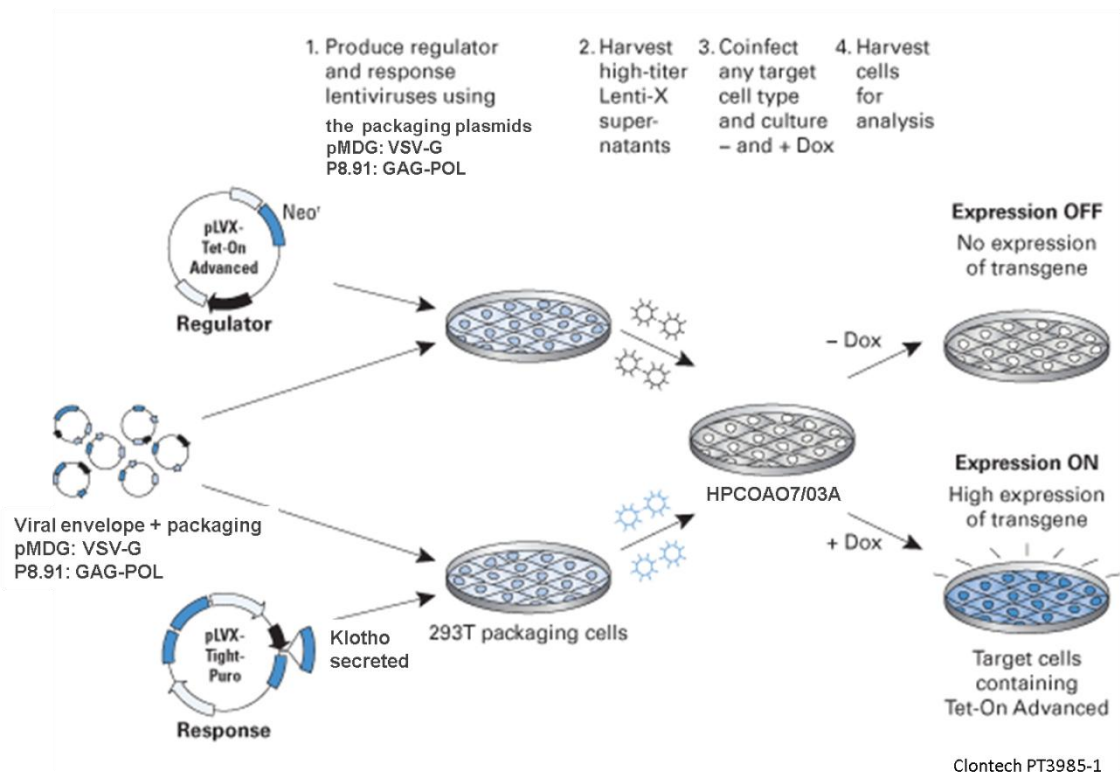 1. Produce regulator
and response
lentiviruses using
the packaging plasmids
pMDG: VSV-G
P8.91: GAG-POL
2. Harvest
high-titer
Lenti-X
super-
natants
3. Coinfect
any target
cell type
and culture
– and + Dox
4. Harvest
cells
for
analysis
pLVX-
Tet-On
Advanced
Neoʳ
Regulator
Expression OFF
No expression
of transgene
– Dox
HPCOAO7/03A
Viral envelope + packaging
pMDG: VSV-G
P8.91: GAG-POL
Expression ON
High expression
of transgene
+ Dox
293T packaging cells
pLVX-
Tight-
Puro
Klotho
secreted
Response
Target cells
containing
Tet-On Advanced
Clontech PT3985-1